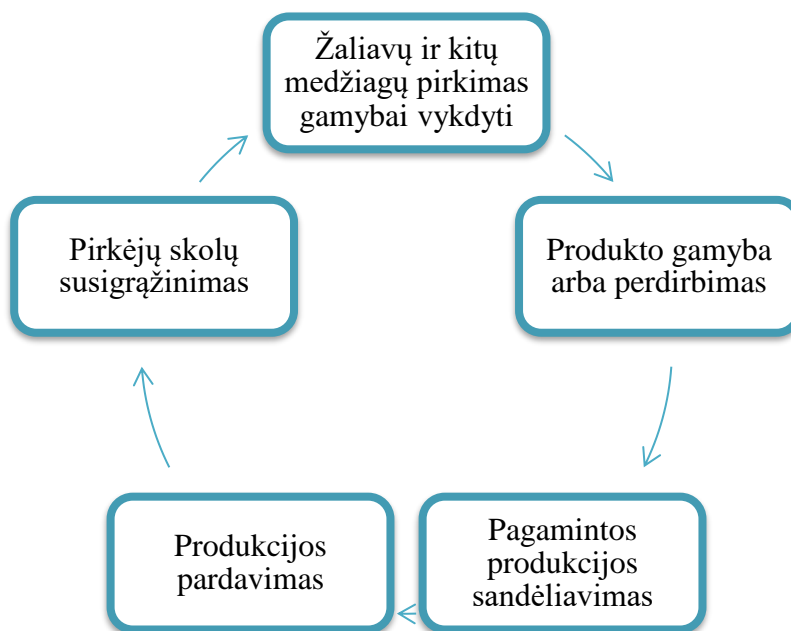 Žaliavų ir kitų
medžiagų pirkimas
gamybai vykdyti
Produkto gamyba
arba perdirbimas
Pagamintos
produkcijos
sandėliavimas
Produkcijos
pardavimas
Pirkėjų skolų
susigrąžinimas